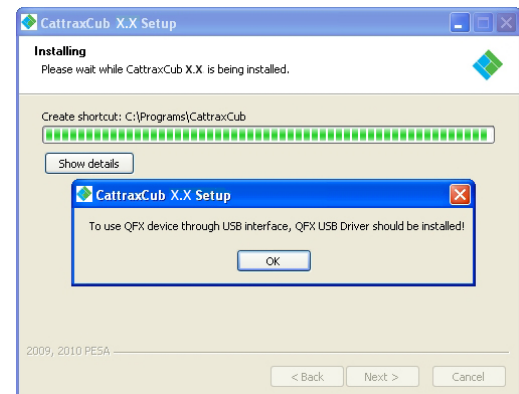 CattraxCub X.X Setup
Installing
Please wait while CattraxCub X.X is being installed.
Create shortcut: C:\Programs\CattraxCub
Show details
CattraxCub X.X Setup
To use QFX device through USB interface, QFX USB Driver should be installed!
OK
2009, 2010 PESA
< Back Next > Cancel